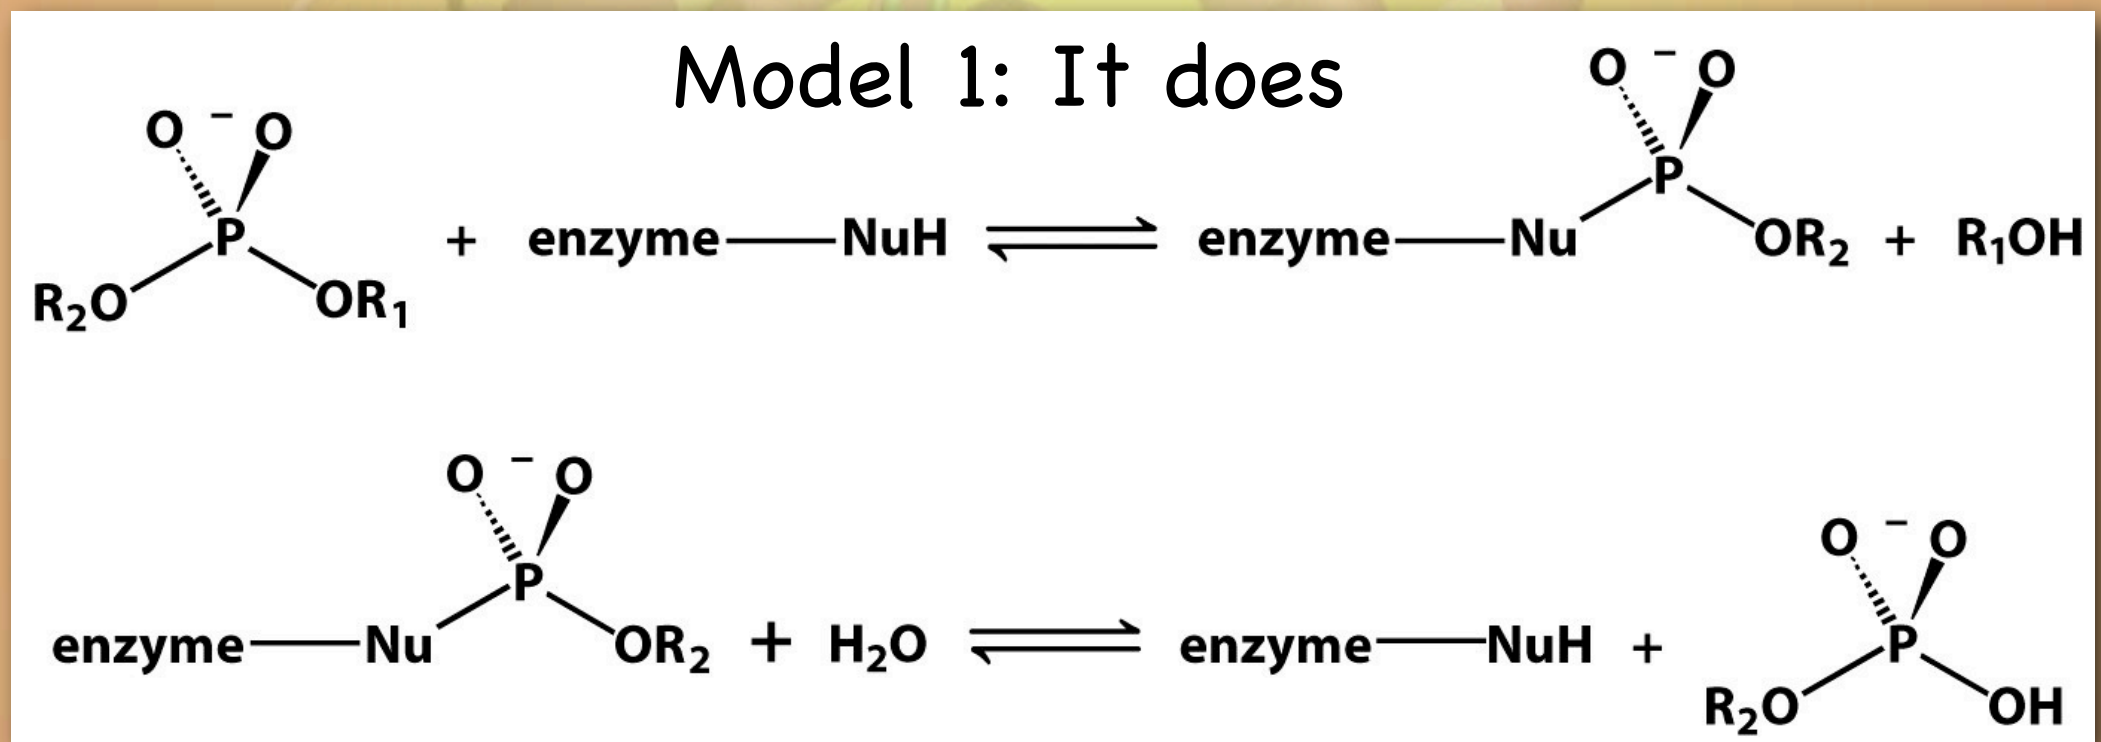 Model 1: It does
O − O
P
R₂O OR₁ + enzyme—NuH ⇌ enzyme—Nu
O − O
P
OR₂ + R₁OH
O − O
P
enzyme—Nu OR₂ + H₂O ⇌ enzyme—NuH +
O − O
P
R₂O OH